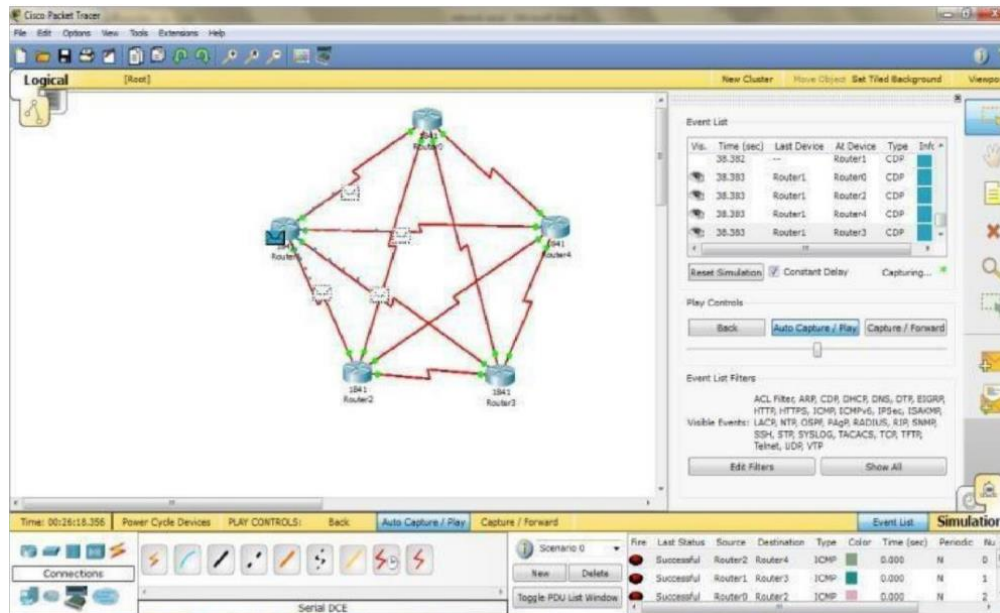 Cisco Packet Tracer
File Edit Options View Tools Extensions Help
Logical [Root] New Cluster Move Object Set Tiled Background Viewpo
1841
Router0
1841
1841
Router4
1841
Router2
1841
Router3
Event List
Vis. Time (sec) Last Device At Device Type Info
38.382 -- Router1 CDP
38.383 Router1 Router0 CDP
38.383 Router1 Router2 CDP
38.383 Router1 Router4 CDP
38.383 Router1 Router3 CDP
Reset Simulation Constant Delay Capturing...
Play Controls
Back Auto Capture / Play Capture / Forward
Event List Filters
Visible Events: ACL Filter, ARP, CDP, DHCP, DNS, DTP, EIGRP,
HTTP, HTTPS, ICMP, ICMPv6, IPSec, ISAKMP,
LACP, NTP, OSPF, PAgP, RADIUS, RIP, SNMP,
SSH, STP, SYSLOG, TACACS, TCP, TFTP,
Telnet, UDP, VTP
Edit Filters Show All
Time: 00:26:18.356 Power Cycle Devices PLAY CONTROLS: Back Auto Capture / Play Capture / Forward Event List Simulation
Connections
Serial DCE
Scenario 0
New Delete
Toggle PDU List Window
Fire Last Status Source Destination Type Color Time (sec) Periodic Nu
Successful Router2 Router4 ICMP 0.000 N 0
Successful Router1 Router3 ICMP 0.000 N 1
Successful Router2 Router0 ICMP 0.000 N 2